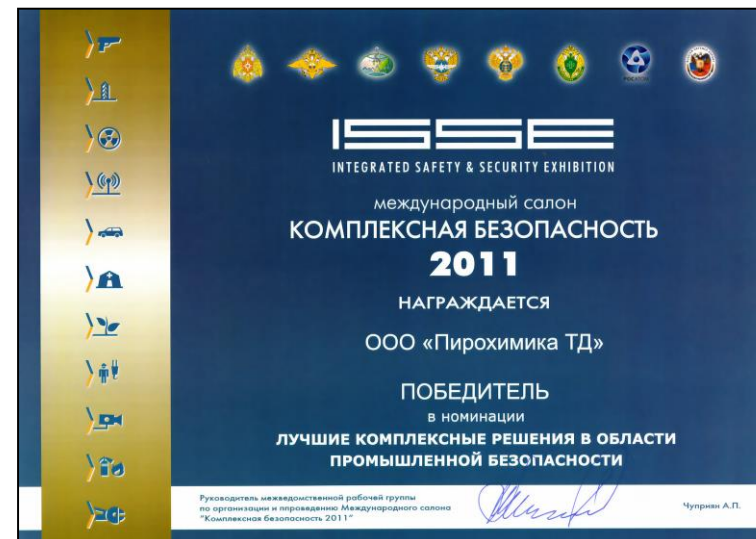 РОСАТОМ
ISSE
INTEGRATED SAFETY & SECURITY EXHIBITION
международный салон
КОМПЛЕКСНАЯ БЕЗОПАСНОСТЬ
2011
НАГРАЖДАЕТСЯ
ООО «Пирохимика ТД»
ПОБЕДИТЕЛЬ
в номинации
ЛУЧШИЕ КОМПЛЕКСНЫЕ РЕШЕНИЯ В ОБЛАСТИ
ПРОМЫШЛЕННОЙ БЕЗОПАСНОСТИ
Руководитель межведомственной рабочей группы
по организации и проведению Международного салона
"Комплексная безопасность 2011"
Чуприян А.П.